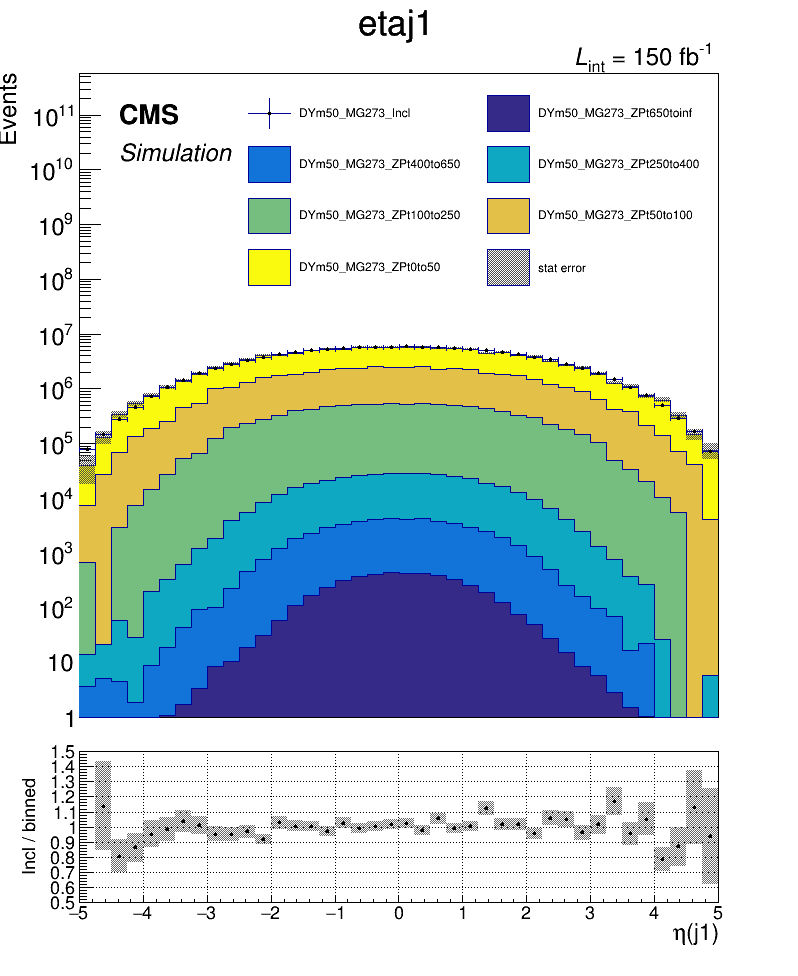 etaj1
L_int = 150 fb^-1
Events
CMS
Simulation
DYm50_MG273_Incl
DYm50_MG273_ZPt650toinf
DYm50_MG273_ZPt400to650
DYm50_MG273_ZPt250to400
DYm50_MG273_ZPt100to250
DYm50_MG273_ZPt50to100
DYm50_MG273_ZPt0to50
stat error
10^11
10^10
10^9
10^8
10^7
10^6
10^5
10^4
10^3
10^2
10
1
Incl / binned
1.5
1.4
1.3
1.2
1.1
1
0.9
0.8
0.7
0.6
0.5
−5 −4 −3 −2 −1 0 1 2 3 4 5
η(j1)